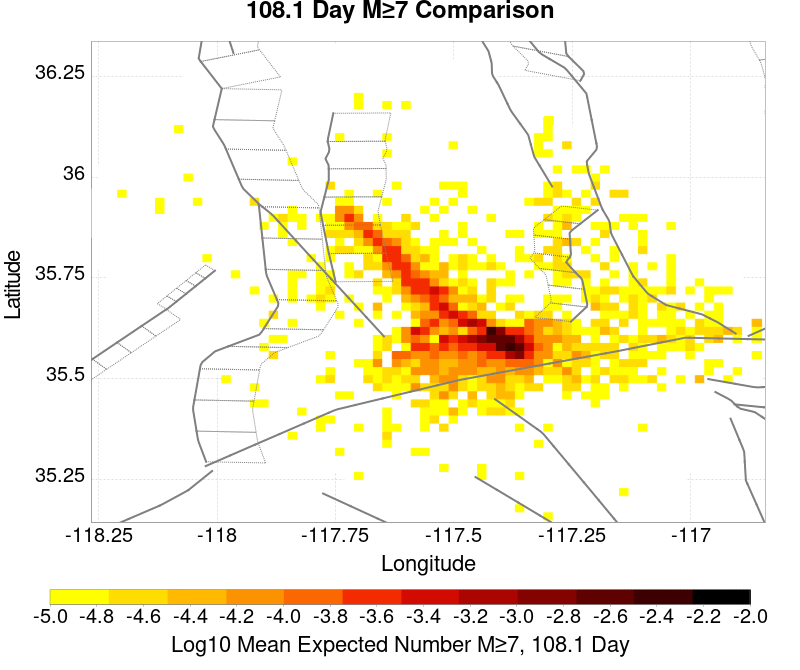 108.1 Day M≥7 Comparison
36.25
36
35.75
35.5
35.25
Latitude
-118.25 -118 -117.75 -117.5 -117.25 -117
Longitude
-5.0 -4.8 -4.6 -4.4 -4.2 -4.0 -3.8 -3.6 -3.4 -3.2 -3.0 -2.8 -2.6 -2.4 -2.2 -2.0
Log10 Mean Expected Number M≥7, 108.1 Day